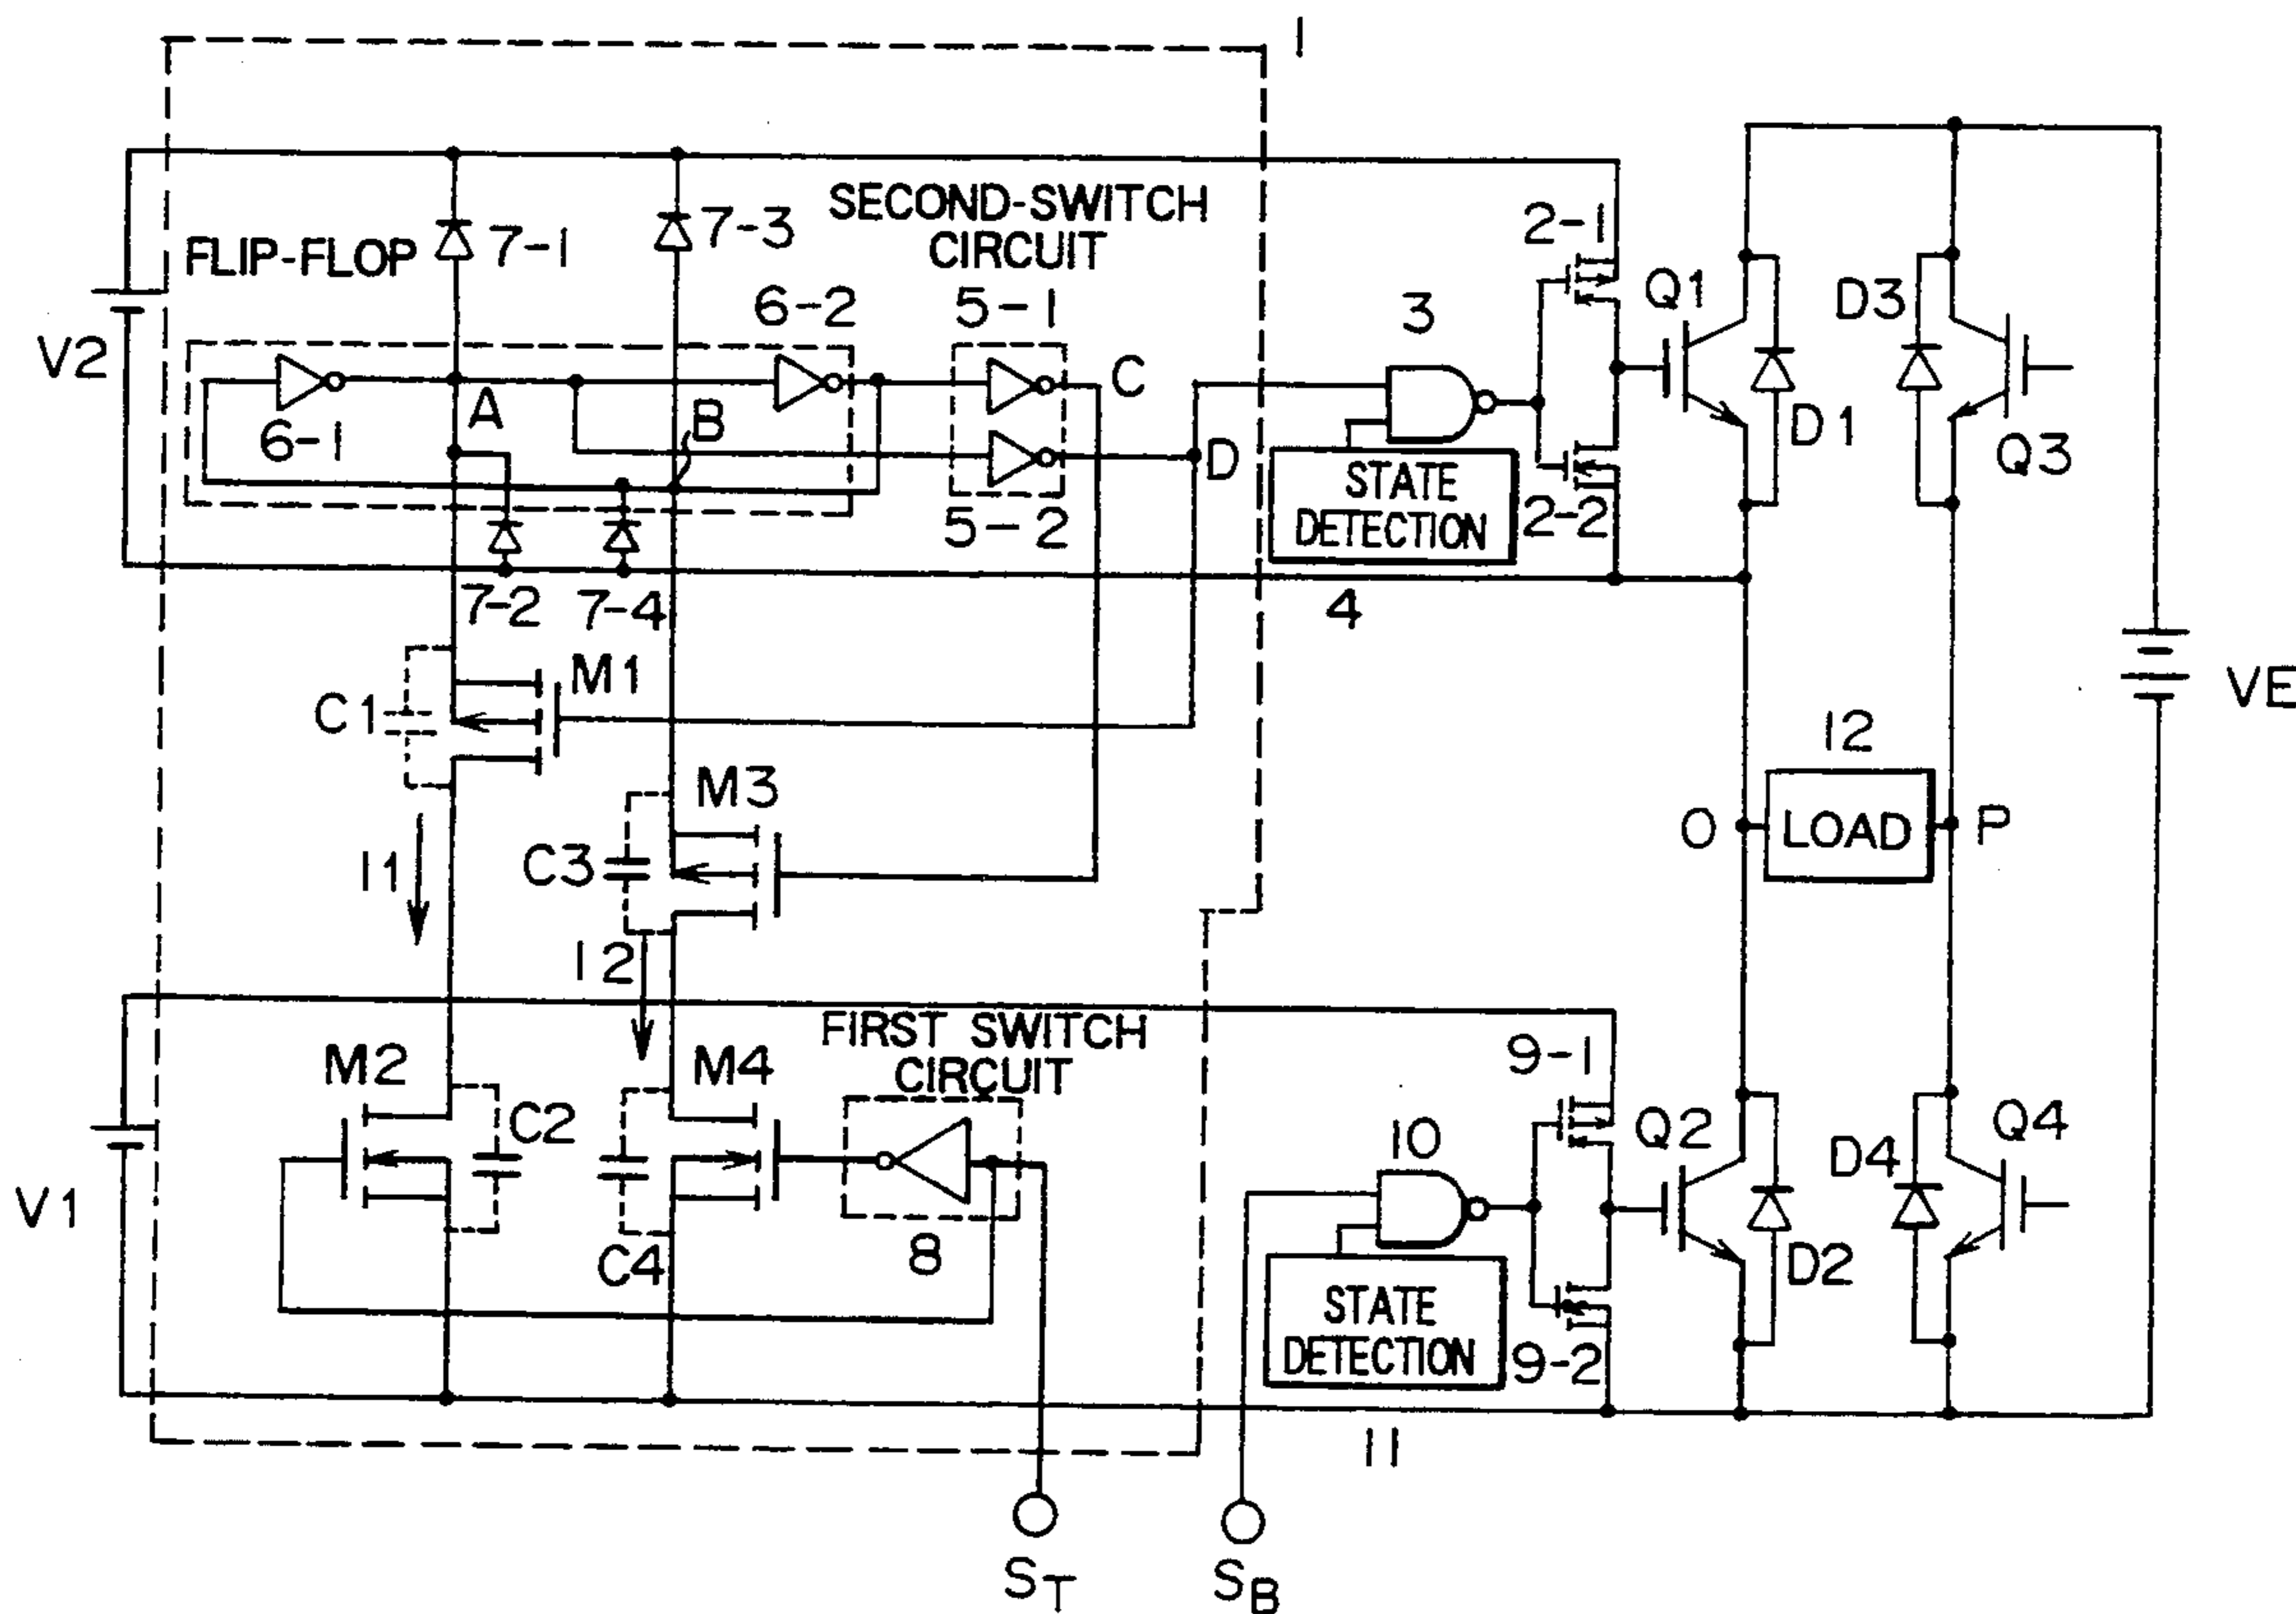 1
SECOND-SWITCH
CIRCUIT
FLIP-FLOP
7-1
7-3
2-1
Q1
D3
V2
6-2
5-1
3
C
A
B
6-1
D
D1
Q3
STATE
DETECTION
2-2
5-2
7-2
7-4
4
M1
C1
VE
12
M3
O
LOAD
P
C3
I1
I2
FIRST SWITCH
CIRCUIT
M2
M4
9-1
C2
10
Q2
D4
Q4
V1
C4
8
D2
STATE
DETECTION
9-2
11
ST
SB